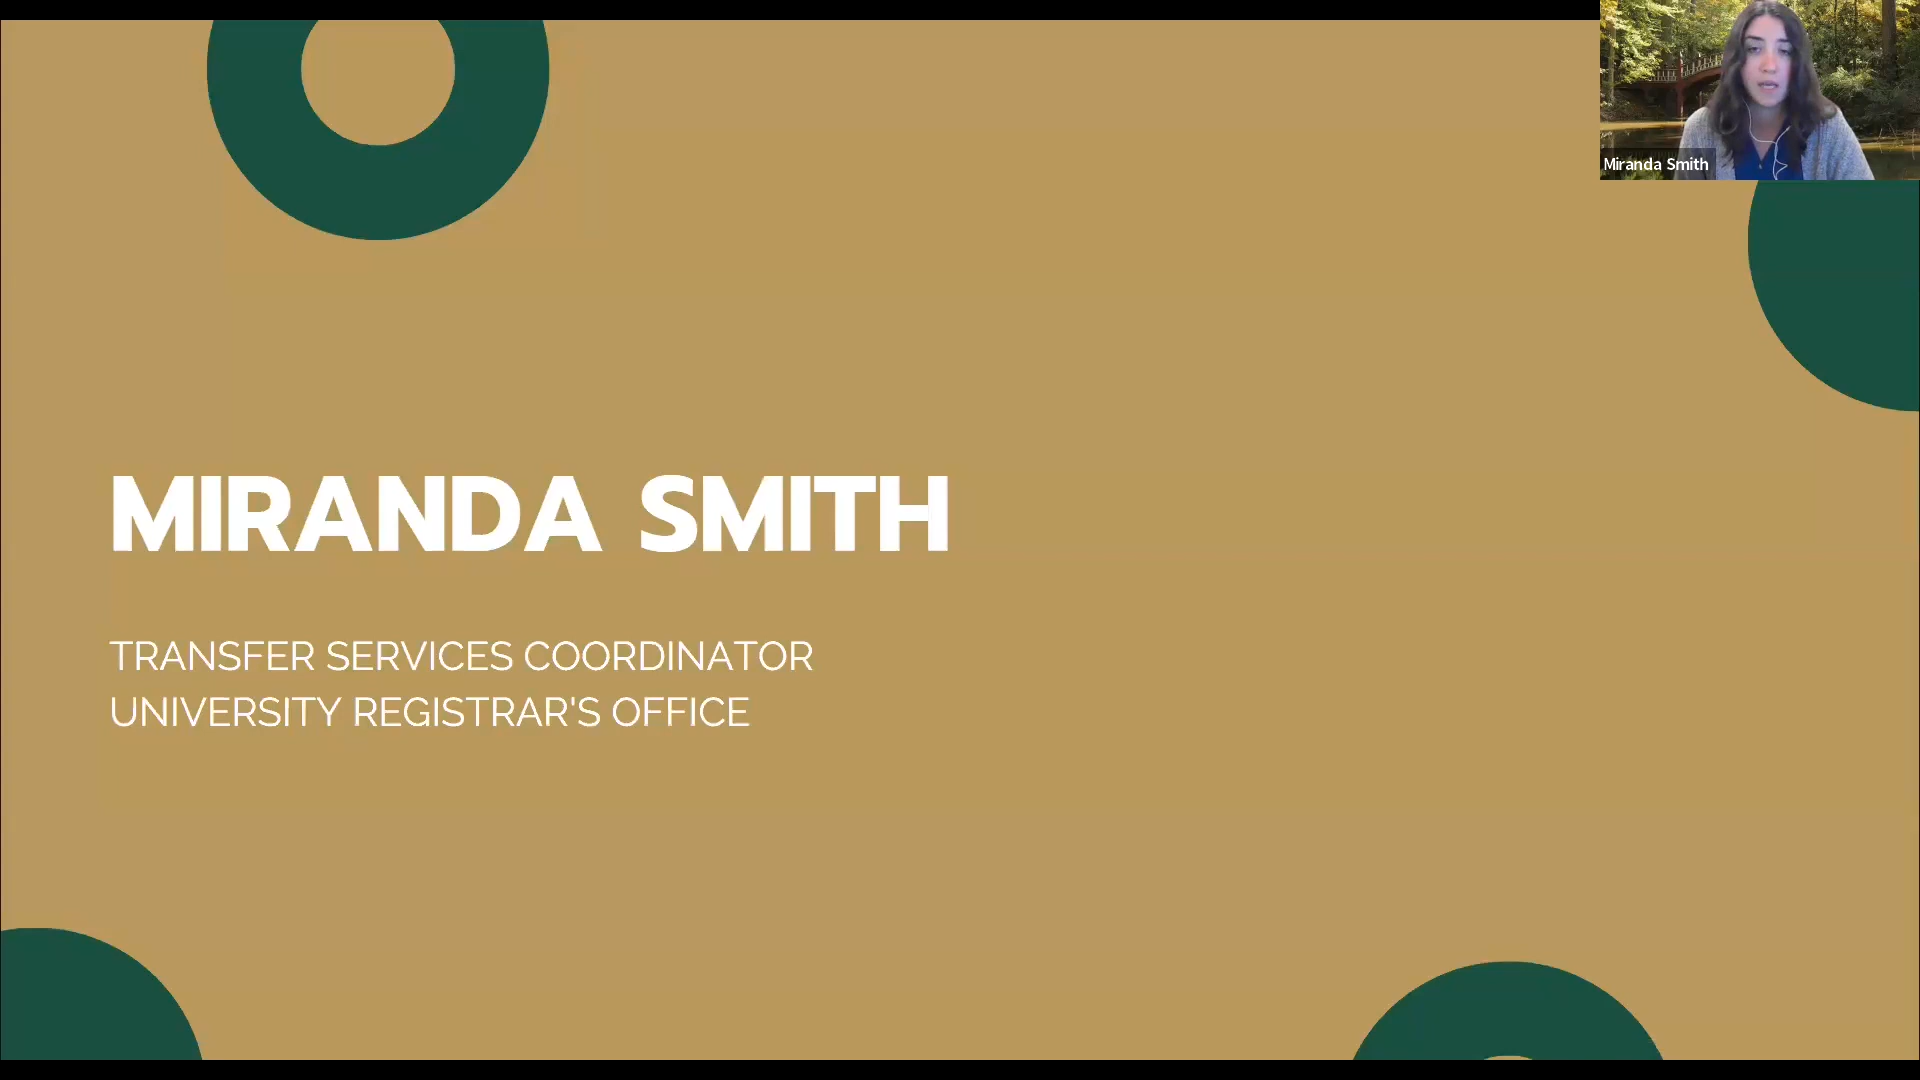 Miranda Smith
MIRANDA SMITH
TRANSFER SERVICES COORDINATOR
UNIVERSITY REGISTRAR'S OFFICE